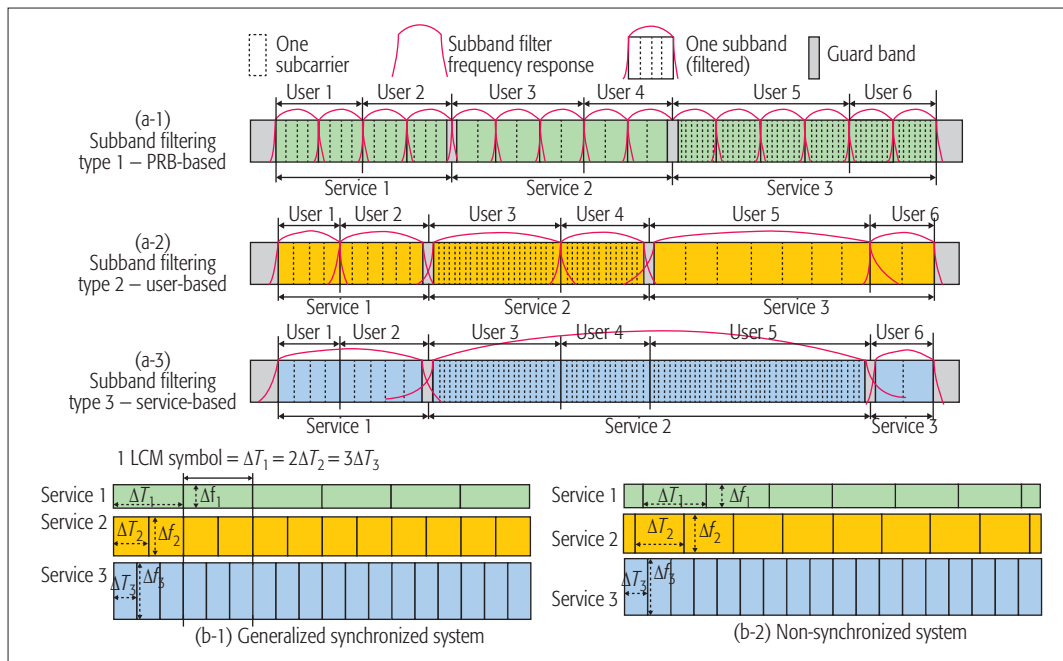 One
subcarrier
Subband filter
frequency response
One subband
(filtered)
Guard band
(a-1)
Subband filtering
type 1 – PRB-based
User 1 User 2 User 3 User 4 User 5 User 6
Service 1 Service 2 Service 3
(a-2)
Subband filtering
type 2 – user-based
User 1 User 2 User 3 User 4 User 5 User 6
Service 1 Service 2 Service 3
(a-3)
Subband filtering
type 3 – service-based
User 1 User 2 User 3 User 4 User 5 User 6
Service 1 Service 2 Service 3
1 LCM symbol = ΔT1 = 2ΔT2 = 3ΔT3
Service 1 ΔT1 Δf1
Service 2 ΔT2 Δf2
Service 3 ΔT3 Δf3
(b-1) Generalized synchronized system
Service 1 ΔT1 Δf1
Service 2 ΔT2 Δf2
Service 3 ΔT3 Δf3
(b-2) Non-synchronized system